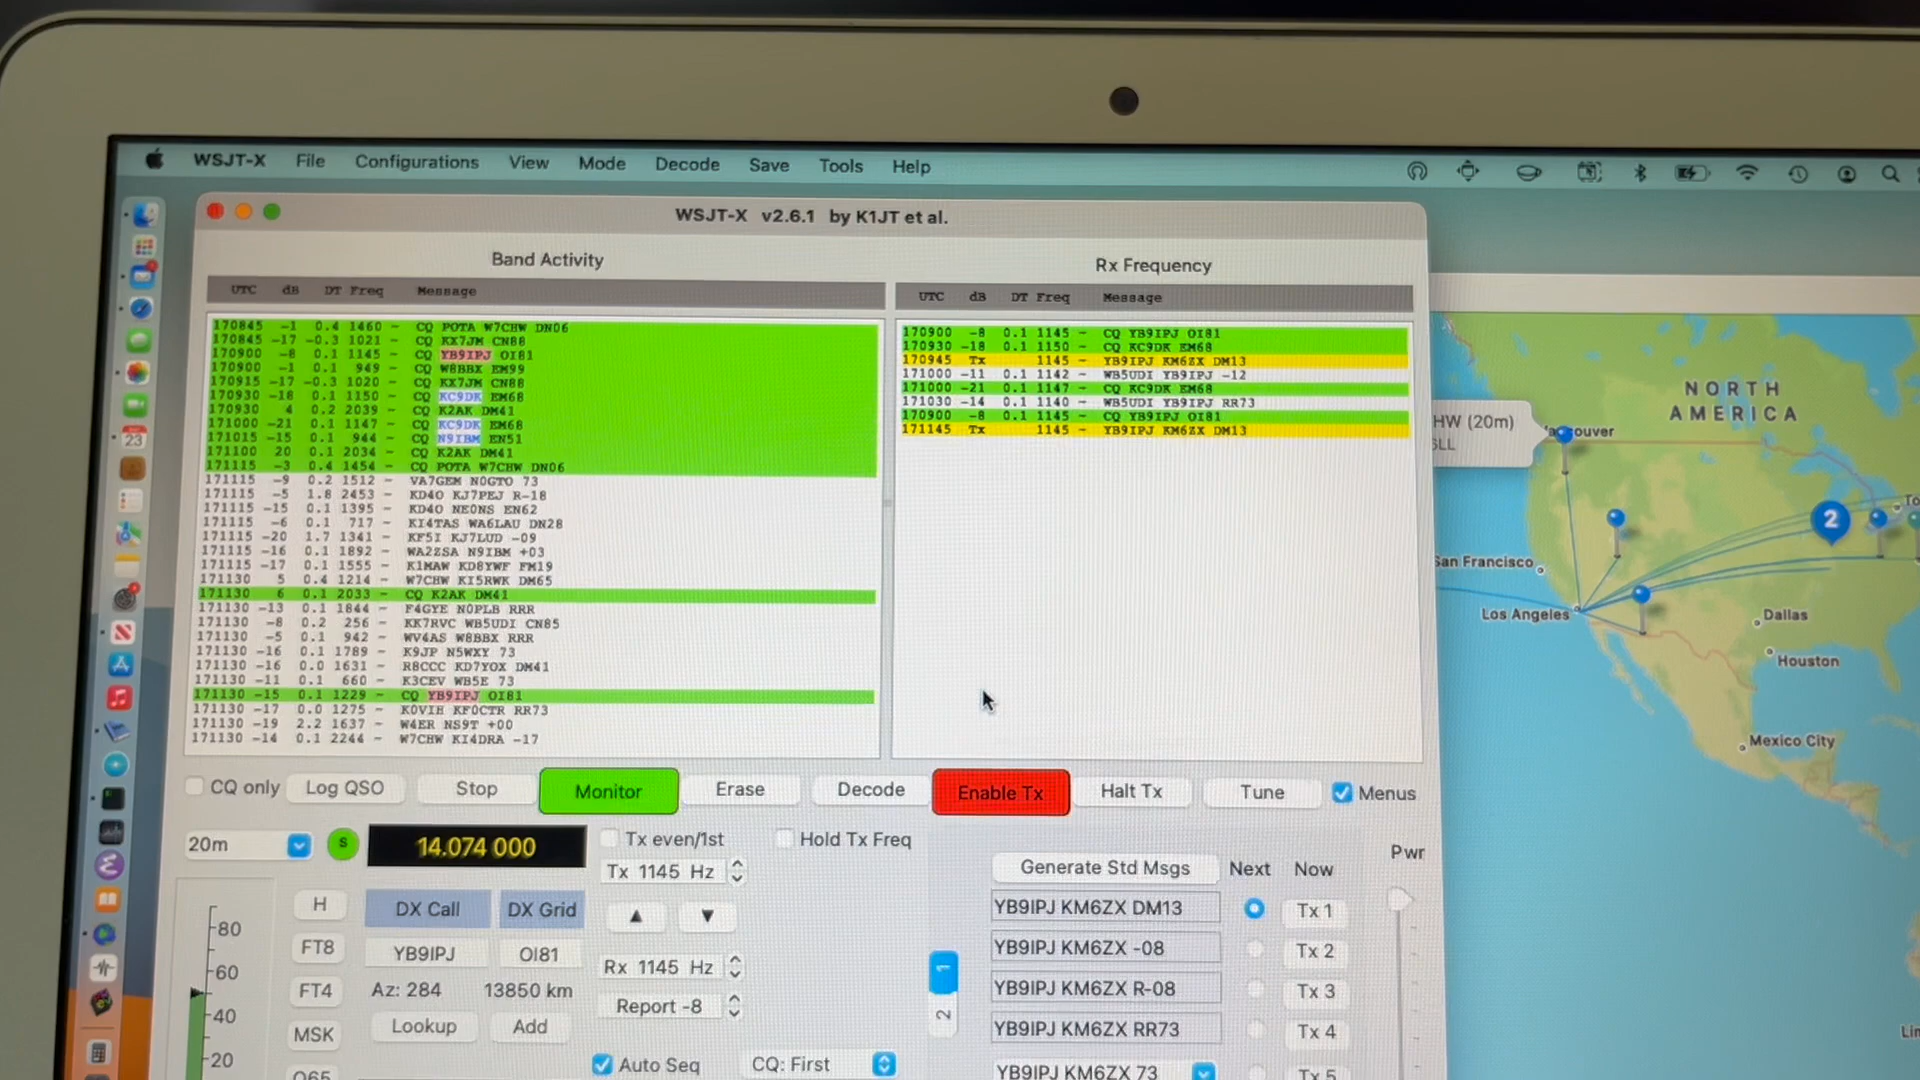 WSJT-X File Configurations View Mode Decode Save Tools Help
WSJT-X v2.6.1 by K1JT et al.
Band Activity
UTC dB DT Freq Message
170845 -1 0.4 1460 ~ CQ POTA W7CHW DN06
170845 -17 -0.3 1021 ~ CQ KX7JM CN88
170900 -8 0.1 1145 ~ CQ YB9IPJ OI81
170900 -1 0.1 949 ~ CQ W8BBX EM99
170915 -17 -0.3 1020 ~ CQ KX7JM CN88
170930 -18 0.1 1150 ~ CQ KC9DK EM68
170930 4 0.2 2039 ~ CQ K2AK DM41
171000 -21 0.1 1147 ~ CQ KC9DK EM68
171015 -15 0.1 944 ~ CQ N9IBM EN51
171100 20 0.1 2034 ~ CQ K2AK DM41
171115 -3 0.4 1454 ~ CQ POTA W7CHW DN06
171115 -9 0.2 1512 ~ VA7GEM N0GTO 73
171115 -5 1.8 2453 ~ KD4O KJ7PEJ R-18
171115 -15 0.1 1395 ~ KD4O NE0NS EN62
171115 -6 0.1 717 ~ KI4TAS WA6LAU DN28
171115 -20 1.7 1341 ~ KF5I KJ7LUD -09
171115 -16 0.1 1892 ~ WA2ZSA N9IBM +03
171115 -17 0.1 1555 ~ K1MAW KD8YWF FM19
171130 5 0.4 1214 ~ W7CHW KI5RWK DM65
171130 6 0.1 2033 ~ CQ K2AK DM41
171130 -13 0.1 1844 ~ F4GYE N0PLB RRR
171130 -8 0.2 256 ~ KK7RVC WB5UDI CN85
171130 -5 0.1 942 ~ WV4AS W8BBX RRR
171130 -16 0.1 1789 ~ K9JP N5WXY 73
171130 -16 0.0 1631 ~ R8CCC KD7YOX DM41
171130 -11 0.1 660 ~ K3CEV WB5E 73
171130 -15 0.1 1229 ~ CQ YB9IPJ OI81
171130 -17 0.0 1275 ~ K0VIH KF0CTR RR73
171130 -19 2.2 1637 ~ W4ER NS9T +00
171130 -14 0.1 2244 ~ W7CHW KI4DRA -17
Rx Frequency
UTC dB DT Freq Message
170900 -8 0.1 1145 ~ CQ YB9IPJ OI81
170930 -18 0.1 1150 ~ CQ KC9DK EM68
170945 Tx 1145 ~ YB9IPJ KM6ZX DM13
171000 -11 0.1 1142 ~ WB5UDI YB9IPJ -12
171000 -21 0.1 1147 ~ CQ KC9DK EM68
171030 -14 0.1 1140 ~ WB5UDI YB9IPJ RR73
170900 -8 0.1 1145 ~ CQ YB9IPJ OI81
171145 Tx 1145 ~ YB9IPJ KM6ZX DM13
CQ only Log QSO Stop Monitor Erase Decode Enable Tx Halt Tx Tune Menus
20m S 14.074 000 Tx even/1st Hold Tx Freq
Tx 1145 Hz
Generate Std Msgs Next Now Pwr
H DX Call DX Grid
YB9IPJ KM6ZX DM13 Tx 1
FT8 YB9IPJ OI81
YB9IPJ KM6ZX -08 Tx 2
Rx 1145 Hz
FT4 Az: 284 13850 km Report -8
YB9IPJ KM6ZX R-08 Tx 3
MSK Lookup Add
YB9IPJ KM6ZX RR73 Tx 4
Q65 Auto Seq CQ: First
YB9IPJ KM6ZX 73 Tx 5
80
60
40
20
1
2
23
NORTH
AMERICA
HW (20m)
San Francisco
Los Angeles
Dallas
Houston
Mexico City
2